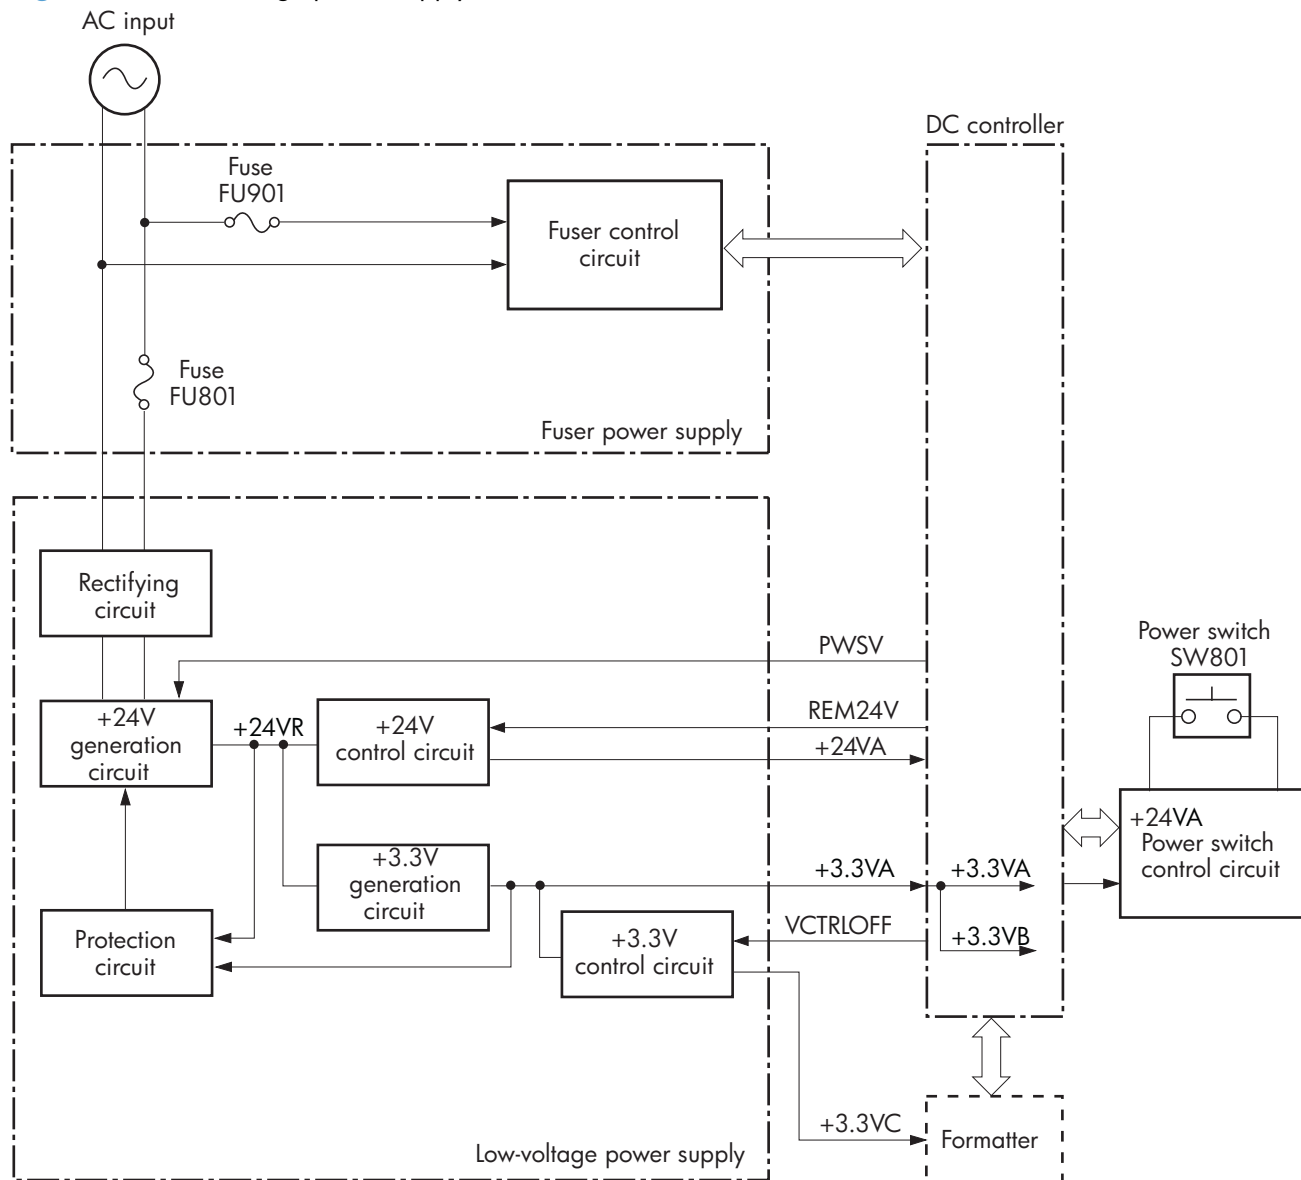 AC input
DC controller
Fuse
FU901
Fuser control
circuit
Fuse
FU801
Fuser power supply
Rectifying
circuit
Power switch
SW801
PWSV
+24V
generation
circuit
+24VR
+24V
control circuit
REM24V
+24VA
+24VA
Power switch
control circuit
+3.3V
generation
circuit
+3.3VA
+3.3VA
Protection
circuit
+3.3V
control circuit
VCTRLOFF
+3.3VB
+3.3VC
Formatter
Low-voltage power supply